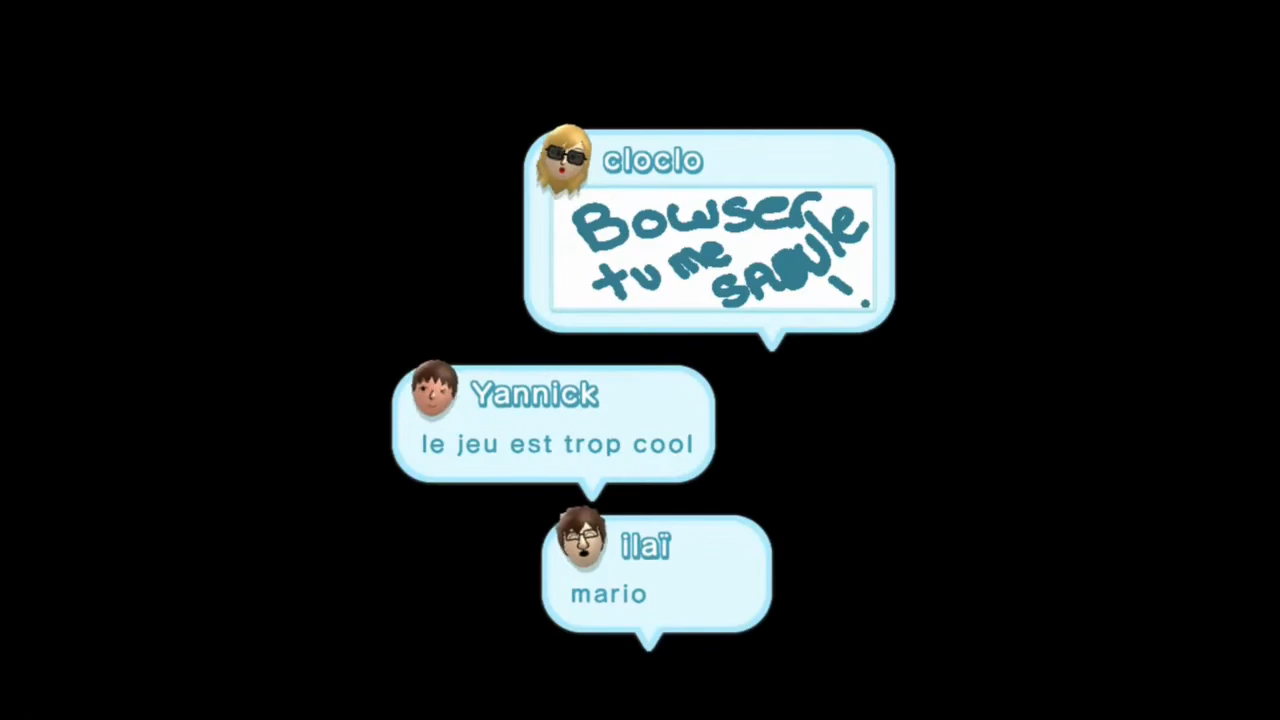 cloclo
Bowser
tu me saoule !
Yannick
le jeu est trop cool
ilaï
mario